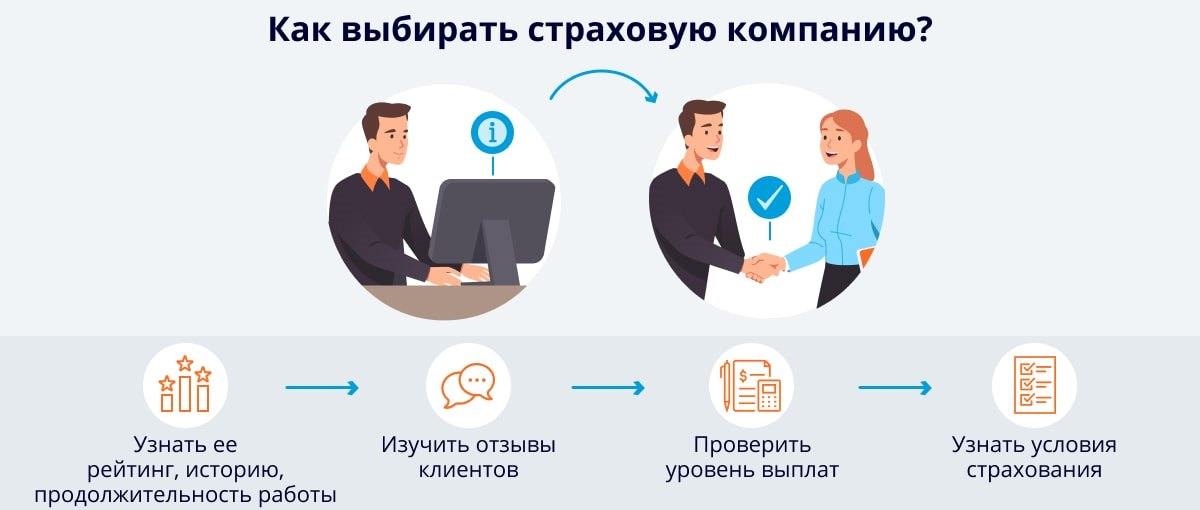 Как выбирать страховую компанию?
Узнать ее
рейтинг, историю,
продолжительность работы
Изучить отзывы
клиентов
Проверить
уровень выплат
Узнать условия
страхования